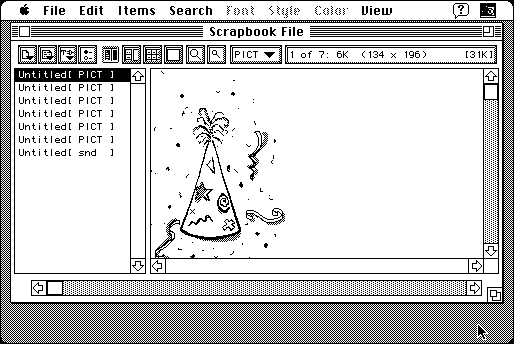 File Edit Items Search Font Style Color View
Scrapbook File
PICT 1 of 7: 6K (134 x 196) [31K]
Untitled[ PICT ]
Untitled[ PICT ]
Untitled[ PICT ]
Untitled[ PICT ]
Untitled[ PICT ]
Untitled[ PICT ]
Untitled[ snd ]